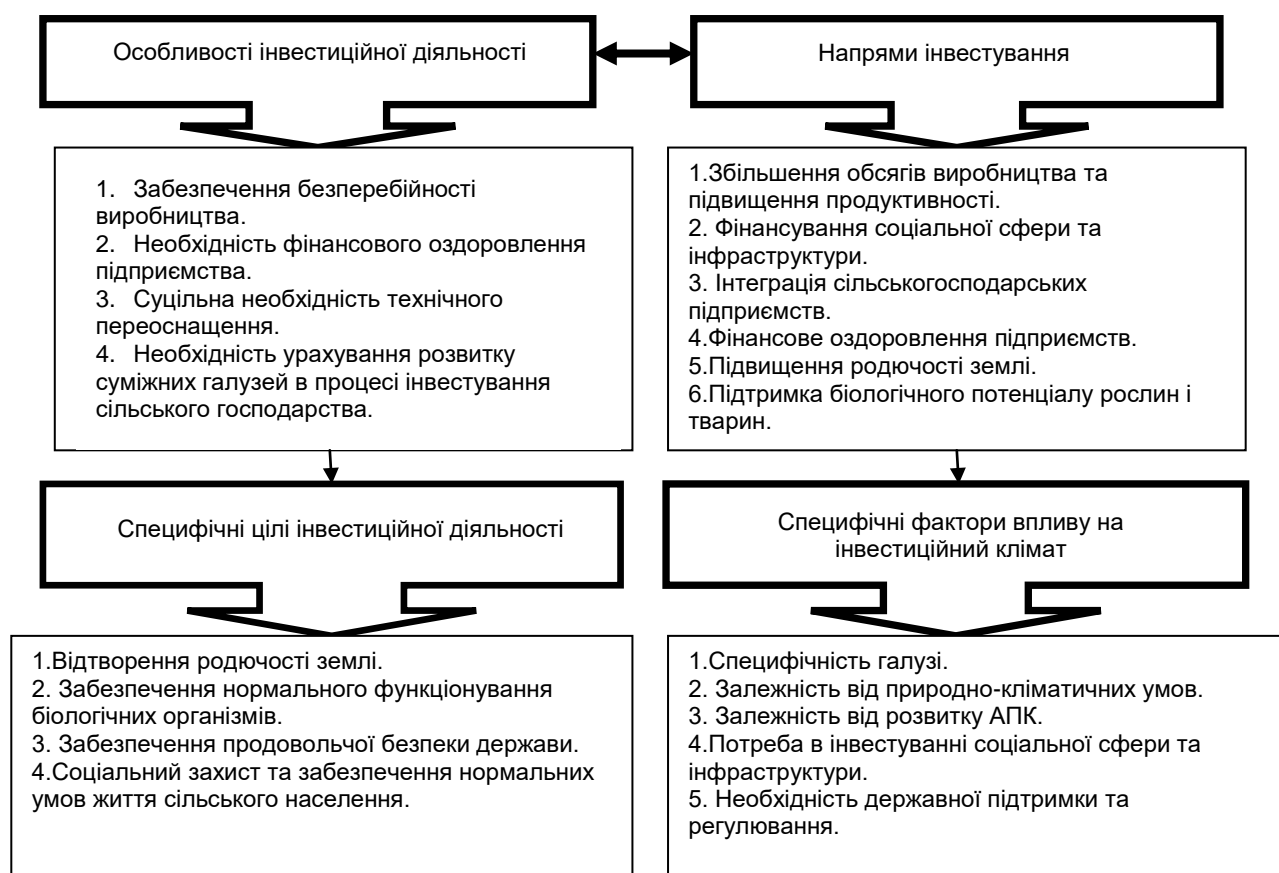 Особливості інвестиційної діяльності
Напрями інвестування
1. Забезпечення безперебійності
виробництва.
2. Необхідність фінансового оздоровлення
підприємства.
3. Суцільна необхідність технічного
переоснащення.
4. Необхідність урахування розвитку
суміжних галузей в процесі інвестування
сільського господарства.
1.Збільшення обсягів виробництва та
підвищення продуктивності.
2. Фінансування соціальної сфери та
інфраструктури.
3. Інтеграція сільськогосподарських
підприємств.
4.Фінансове оздоровлення підприємств.
5.Підвищення родючості землі.
6.Підтримка біологічного потенціалу рослин і
тварин.
Специфічні цілі інвестиційної діяльності
Специфічні фактори впливу на
інвестиційний клімат
1.Відтворення родючості землі.
2. Забезпечення нормального функціонування
біологічних організмів.
3. Забезпечення продовольчої безпеки держави.
4.Соціальний захист та забезпечення нормальних
умов життя сільського населення.
1.Специфічність галузі.
2. Залежність від природно-кліматичних умов.
3. Залежність від розвитку АПК.
4.Потреба в інвестуванні соціальної сфери та
інфраструктури.
5. Необхідність державної підтримки та
регулювання.